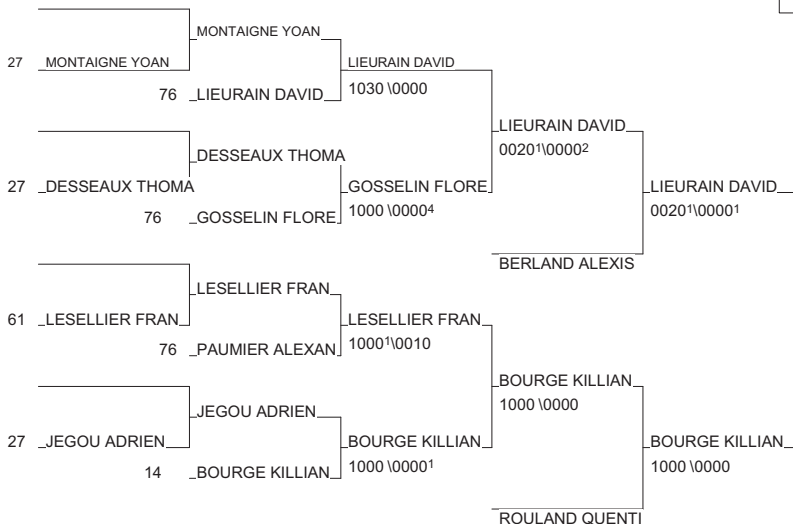 MONTAIGNE YOAN
27 MONTAIGNE YOAN LIEURAIN DAVID
76 LIEURAIN DAVID 1030 \0000
LIEURAIN DAVID
0020¹\0000²
DESSEAUX THOMA
27 DESSEAUX THOMA GOSSELIN FLORE LIEURAIN DAVID
76 GOSSELIN FLORE 1000 \0000⁴ 0020¹\0000¹
BERLAND ALEXIS
LESELLIER FRAN
61 LESELLIER FRAN LESELLIER FRAN
76 PAUMIER ALEXAN 1000¹\0010
BOURGE KILLIAN
1000 \0000
JEGOU ADRIEN
27 JEGOU ADRIEN BOURGE KILLIAN BOURGE KILLIAN
14 BOURGE KILLIAN 1000 \0000¹ 1000 \0000
ROULAND QUENTI